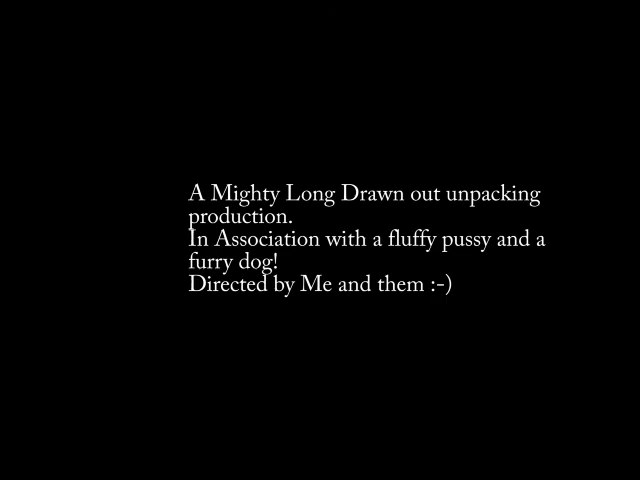 A Mighty Long Drawn out unpacking
production.
In Association with a fluffy pussy and a
furry dog!
Directed by Me and them :-)